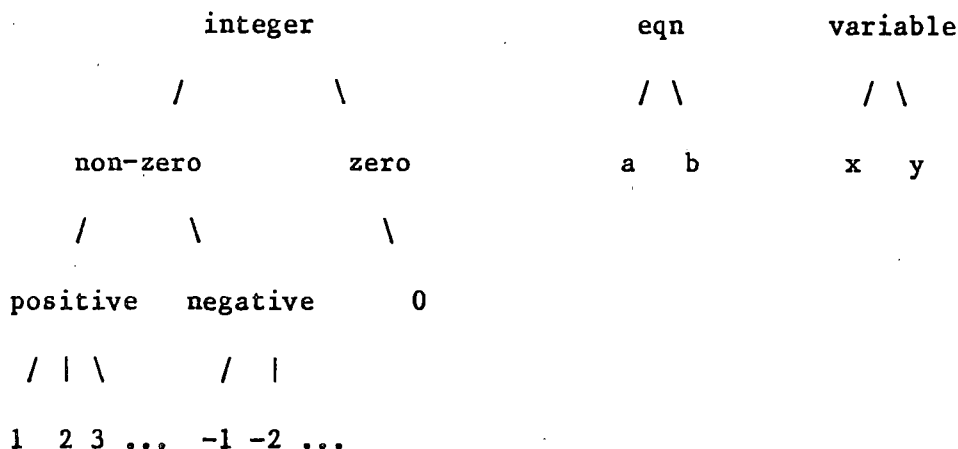 integer eqn variable
/ \ / \ / \
non-zero zero a b x y
/ \ \
positive negative 0
/ | \ / |
1 2 3 ... -1 -2 ...